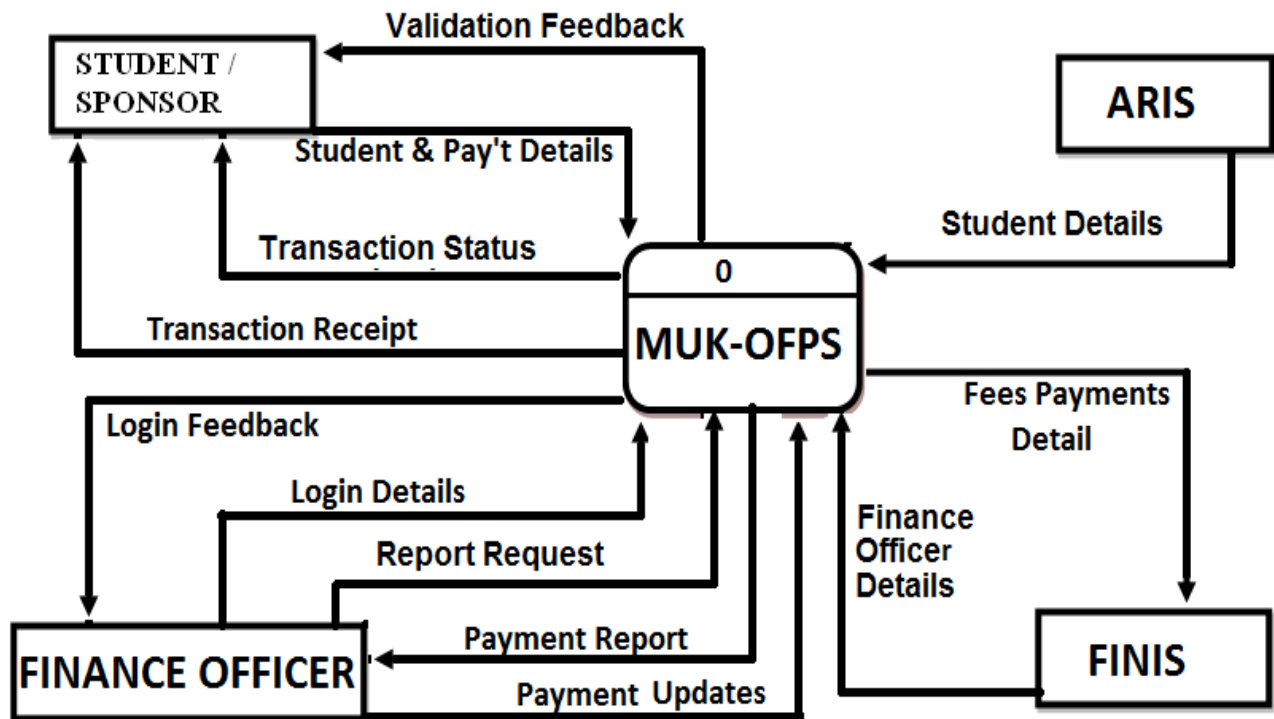 Validation Feedback
STUDENT /
SPONSOR
ARIS
Student & Pay't Details
Student Details
Transaction Status
0
Transaction Receipt
MUK-OFPS
Fees Payments
Detail
Login Feedback
Login Details
Finance
Officer
Details
Report Request
Payment Report
FINANCE OFFICER
FINIS
Payment Updates